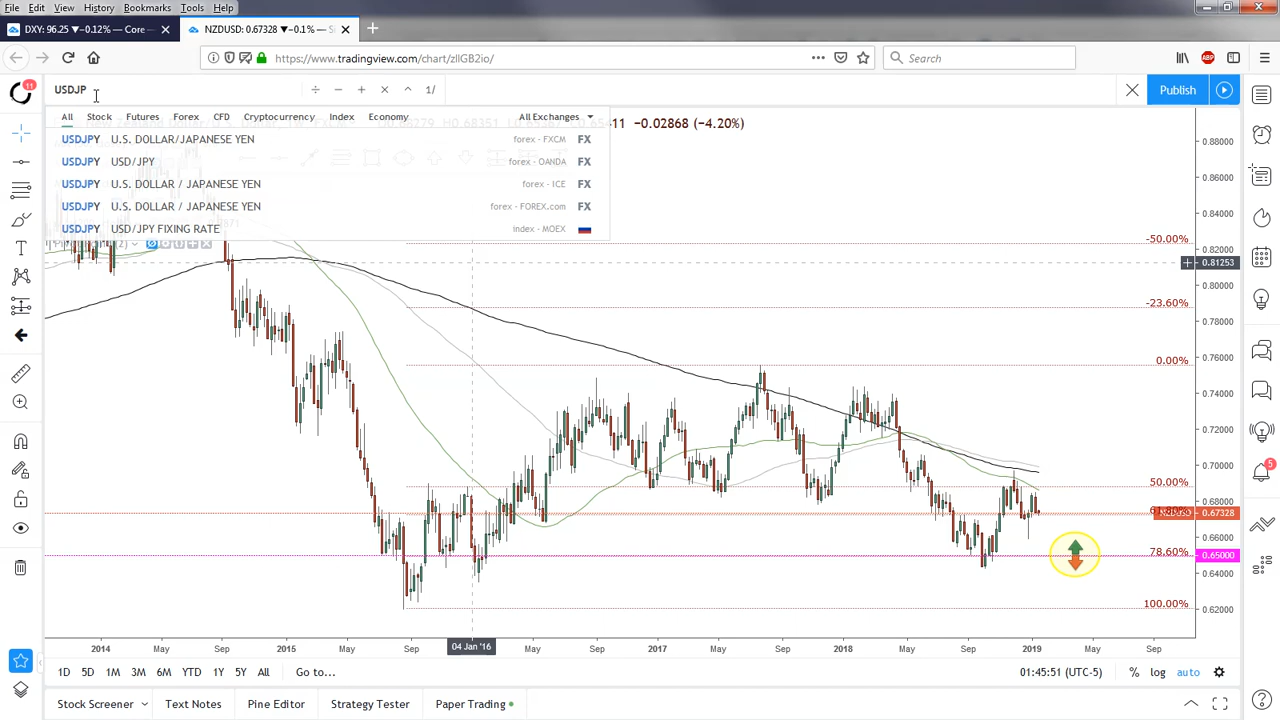 File Edit View History Bookmarks Tools Help
DXY: 96.25 ▼−0.12% — Core —
NZDUSD: 0.67328 ▼−0.1% —
https://www.tradingview.com/chart/zllGB2io/
Search
ABP
11
USDJP
÷ − + × ^ 1/
Publish
All Stock Futures Forex CFD Cryptocurrency Index Economy All Exchanges
−0.02868 (−4.20%)
USDJPY U.S. DOLLAR/JAPANESE YEN forex - FXCM FX
USDJPY USD/JPY forex - OANDA FX
USDJPY U.S. DOLLAR / JAPANESE YEN forex - ICE FX
USDJPY U.S. DOLLAR / JAPANESE YEN forex - FOREX.com FX
USDJPY USD/JPY FIXING RATE index - MOEX
0.88000
0.86000
0.84000
-50.00%
0.82000
0.81253
0.80000
-23.60%
0.78000
0.76000
0.00%
0.74000
0.72000
0.70000
50.00%
0.68000
0.67328
0.66000
78.60%
0.65000
0.64000
100.00%
0.62000
5
2014 May Sep 2015 May Sep 04 Jan '16 May Sep 2017 May Sep 2018 May Sep 2019 May Sep
1D 5D 1M 3M 6M YTD 1Y 5Y All Go to... 01:45:51 (UTC-5) % log auto
Stock Screener Text Notes Pine Editor Strategy Tester Paper Trading